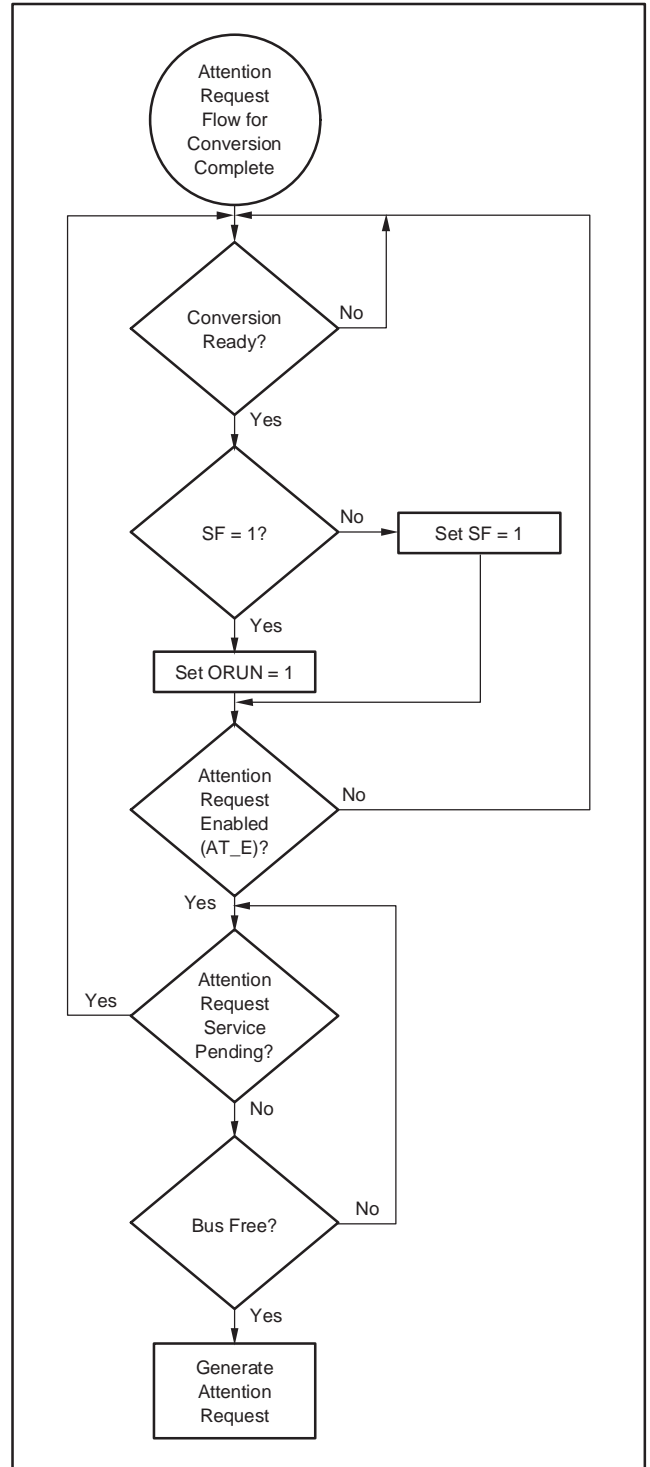 Attention
Request
Flow for
Conversion
Complete
Conversion
Ready?
No
Yes
SF = 1?
No
Set SF = 1
Yes
Set ORUN = 1
Attention
Request
Enabled
(AT_E)?
No
Yes
Attention
Request
Service
Pending?
Yes
No
Bus Free?
No
Yes
Generate
Attention
Request